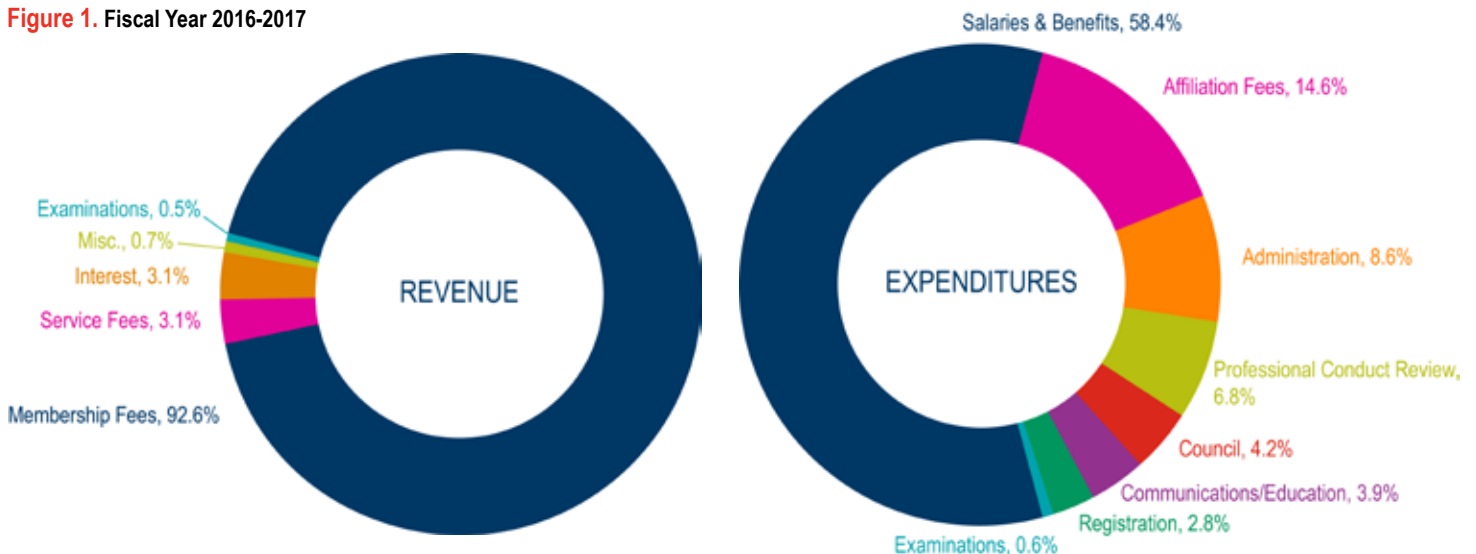 Figure 1. Fiscal Year 2016-2017
Examinations, 0.5%
Misc., 0.7%
Interest, 3.1%
Service Fees, 3.1%
Membership Fees, 92.6%
REVENUE
Salaries & Benefits, 58.4%
Affiliation Fees, 14.6%
Administration, 8.6%
Professional Conduct Review,
6.8%
Council, 4.2%
Communications/Education, 3.9%
Registration, 2.8%
Examinations, 0.6%
EXPENDITURES